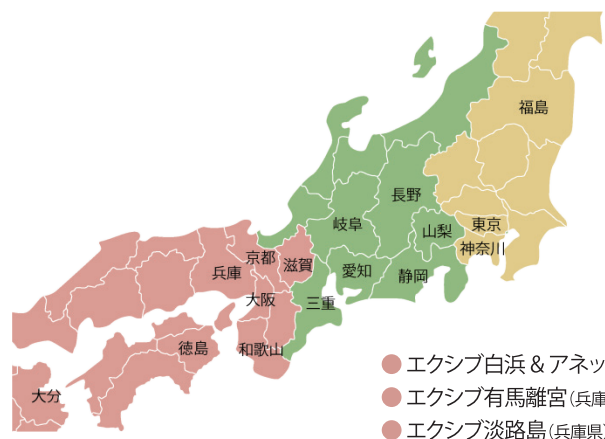 福島
長野
岐阜
山梨
東京
神奈川
京都
滋賀
兵庫
愛知
静岡
大阪
三重
徳島
和歌山
大分
エクシブ白浜 & アネッ
エクシブ有馬離宮(兵庫
エクシブ淡路島(兵庫県)